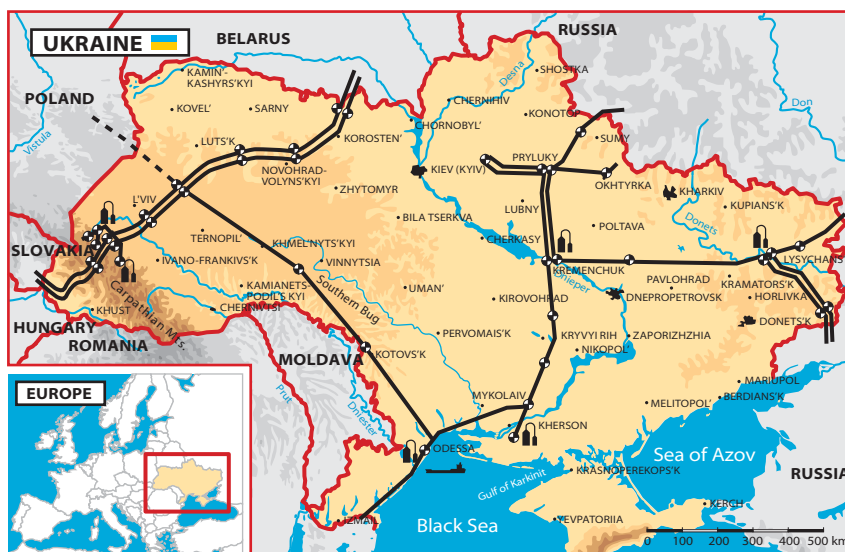 UKRAINE
BELARUS
RUSSIA
POLAND
KAMIN'-
KASHYRS'KYI
KOVEL'
SARNY
LUTS'K
NOVOHRAD-
VOLYNS'KYI
KOROSTEN'
CHORNOBYL'
CHERNIHIV
Desna
SHOSTKA
KONOTOP
SUMY
Don
Vistula
L'VIV
ZHYTOMYR
KIEV (KYIV)
PRYLUKY
OKHTYRKA
KHARKIV
KUPIANS'K
LUBNY
POLTAVA
Donets
BILA TSERKVA
CHERKASY
SLOVAKIA
TERNOPIL'
KHMEL'NYTS'KYI
IVANO-FRANKIVS'K
VINNYTSIA
KREMENCHUK
Dnieper
LYSYCHANS
PAVLOHRAD
KRAMATORS'K
HORLIVKA
KAMIANETS-
PODIL'S KYI
Southern Bug
UMAN'
KIROVOHRAD
DNEPROPETROVSK
DONETS'K
Carpathian Mts.
KHUST
CHERNIVTSI
HUNGARY
ROMANIA
MOLDAVA
PERVOMAIS'K
KRYVYI RIH
ZAPORIZHZHIA
NIKOPOL'
KOTOVS'K
Prut
Dniester
MYKOLAIV
MARIUPOL
BERDIANS'K
MELITOPOL'
EUROPE
KHERSON
ODESSA
Sea of Azov
RUSSIA
Gulf of Karkinit
KRASNOPEREKOPS'K
IZMAIL
Black Sea
YEVPATORIIA
KERCH
0 100 200 300 400 500 km